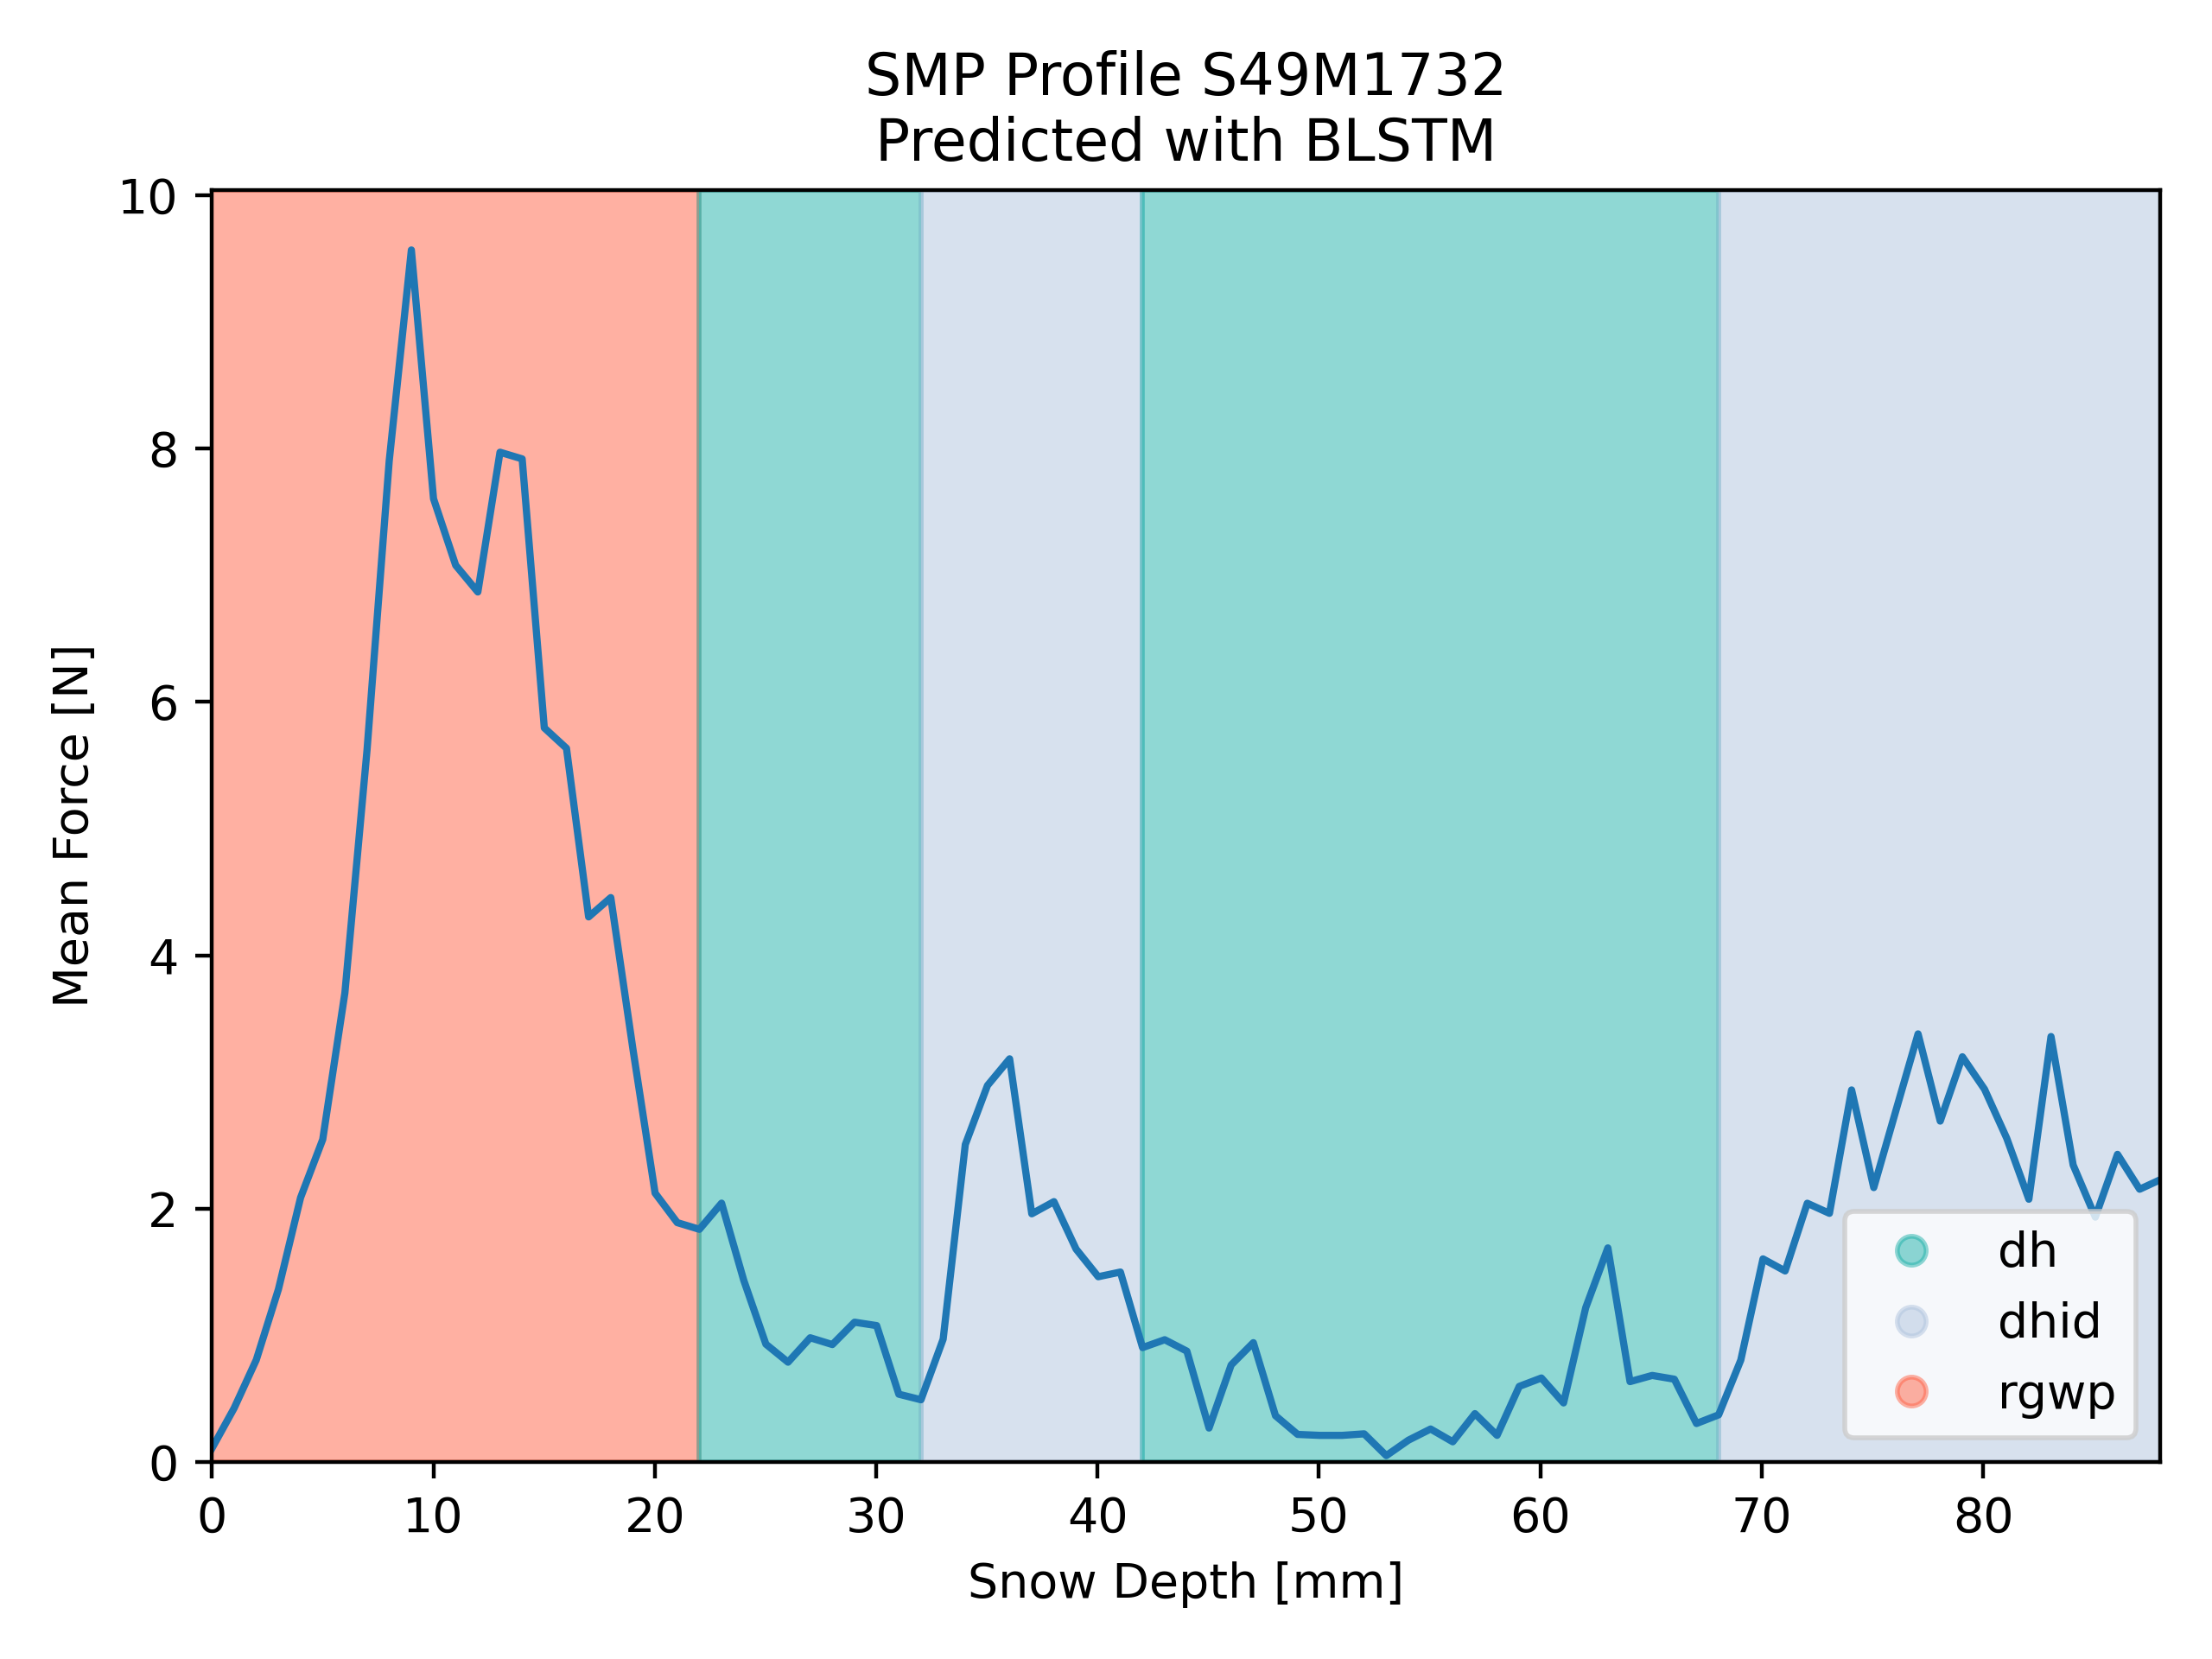 SMP Profile S49M1732
Predicted with BLSTM
10
8
6
4
2
0
Mean Force [N]
0 10 20 30 40 50 60 70 80
Snow Depth [mm]
dh
dhid
rgwp